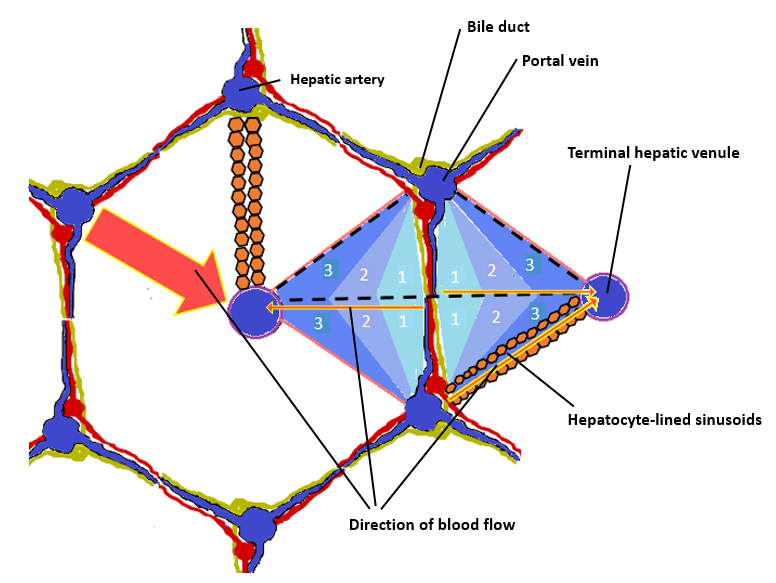 Bile duct
Portal vein
Hepatic artery
Terminal hepatic venule
3 2 1 1 2 3
3 2 1 1 2 3
Hepatocyte-lined sinusoids
Direction of blood flow